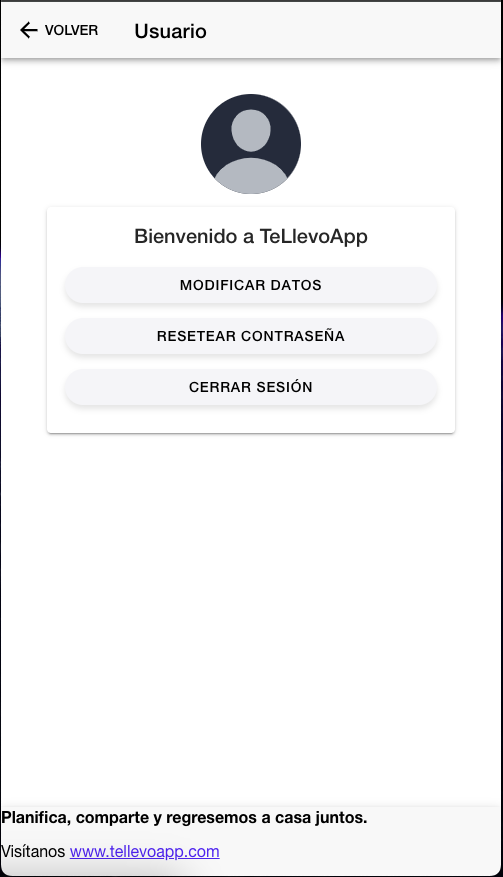 VOLVER Usuario
Bienvenido a TeLlevoApp
MODIFICAR DATOS
RESETEAR CONTRASEÑA
CERRAR SESIÓN
Planifica, comparte y regresemos a casa juntos.
Visítanos www.tellevoapp.com